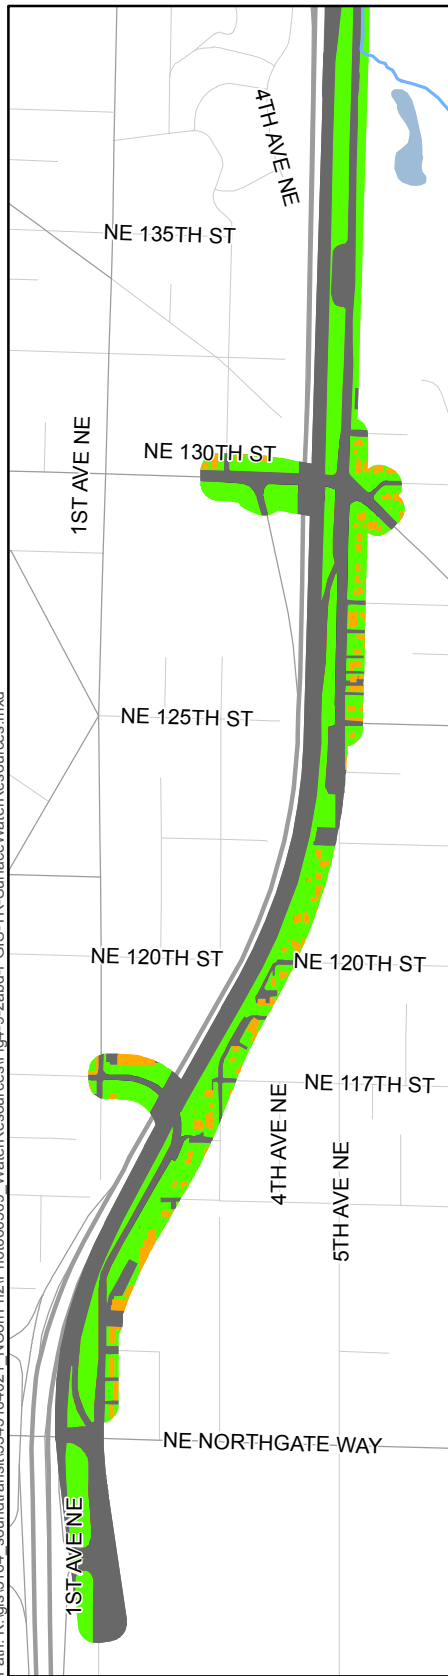 4TH AVE NE
NE 135TH ST
1ST AVE NE
NE 130TH ST
NE 125TH ST
NE 120TH ST
NE 120TH ST
NE 117TH ST
4TH AVE NE
5TH AVE NE
NE NORTHGATE WAY
1ST AVE NE